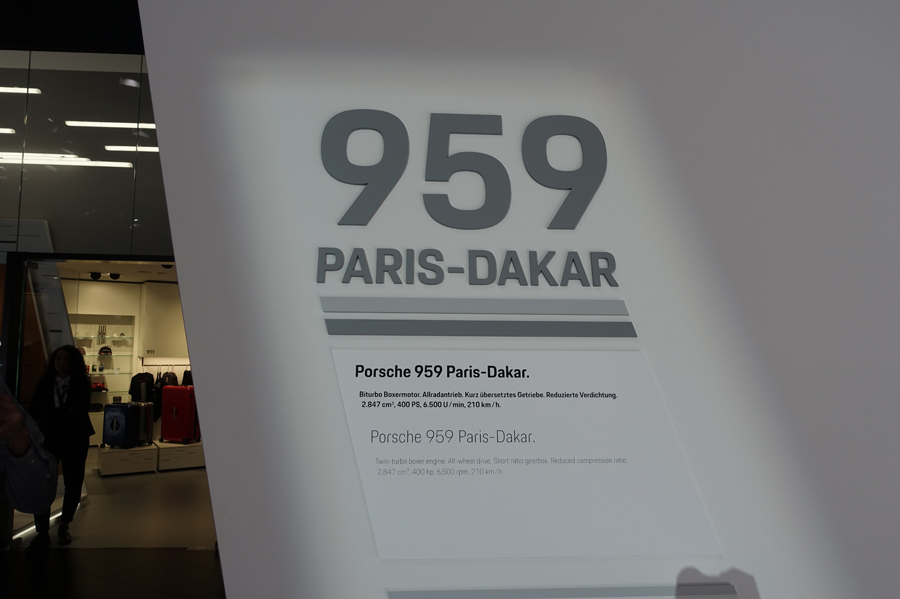 959
PARIS-DAKAR
Porsche 959 Paris-Dakar.
Biturbo Boxermotor. Allradantrieb. Kurz übersetztes Getriebe. Reduzierte Verdichtung.
2.847 cm³, 400 PS, 6.500 U/min, 210 km/h.
Porsche 959 Paris-Dakar.
Twin-turbo boxer engine. All-wheel drive. Short ratio gearbox. Reduced compression ratio.
2,847 cm³, 400 hp, 6,500 rpm, 210 km/h